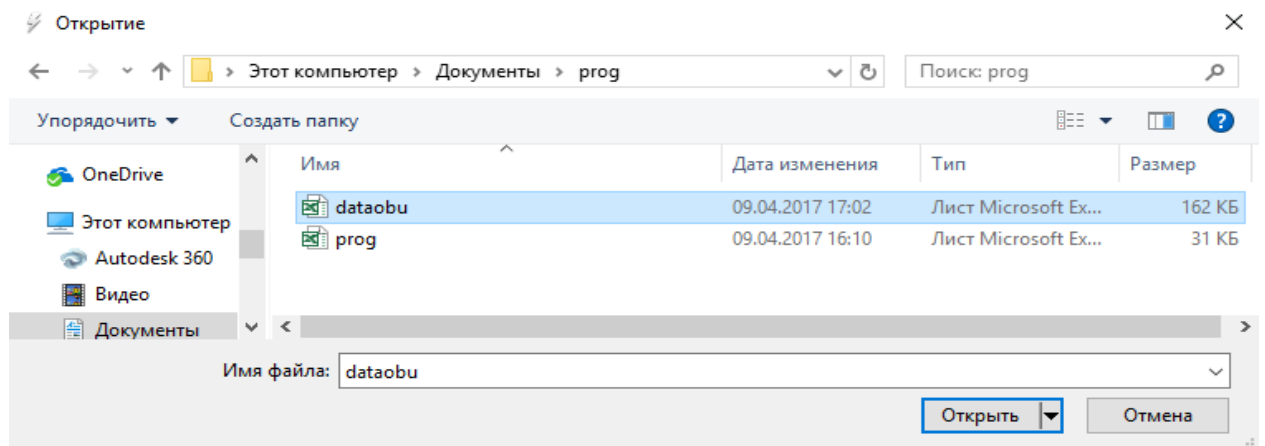 Открытие
Этот компьютер > Документы > prog
Поиск: prog
Упорядочить Создать папку
Имя Дата изменения Тип Размер
OneDrive
Этот компьютер
Autodesk 360
Видео
Документы
dataobu 09.04.2017 17:02 Лист Microsoft Ex... 162 КБ
prog 09.04.2017 16:10 Лист Microsoft Ex... 31 КБ
Имя файла: dataobu
Открыть Отмена